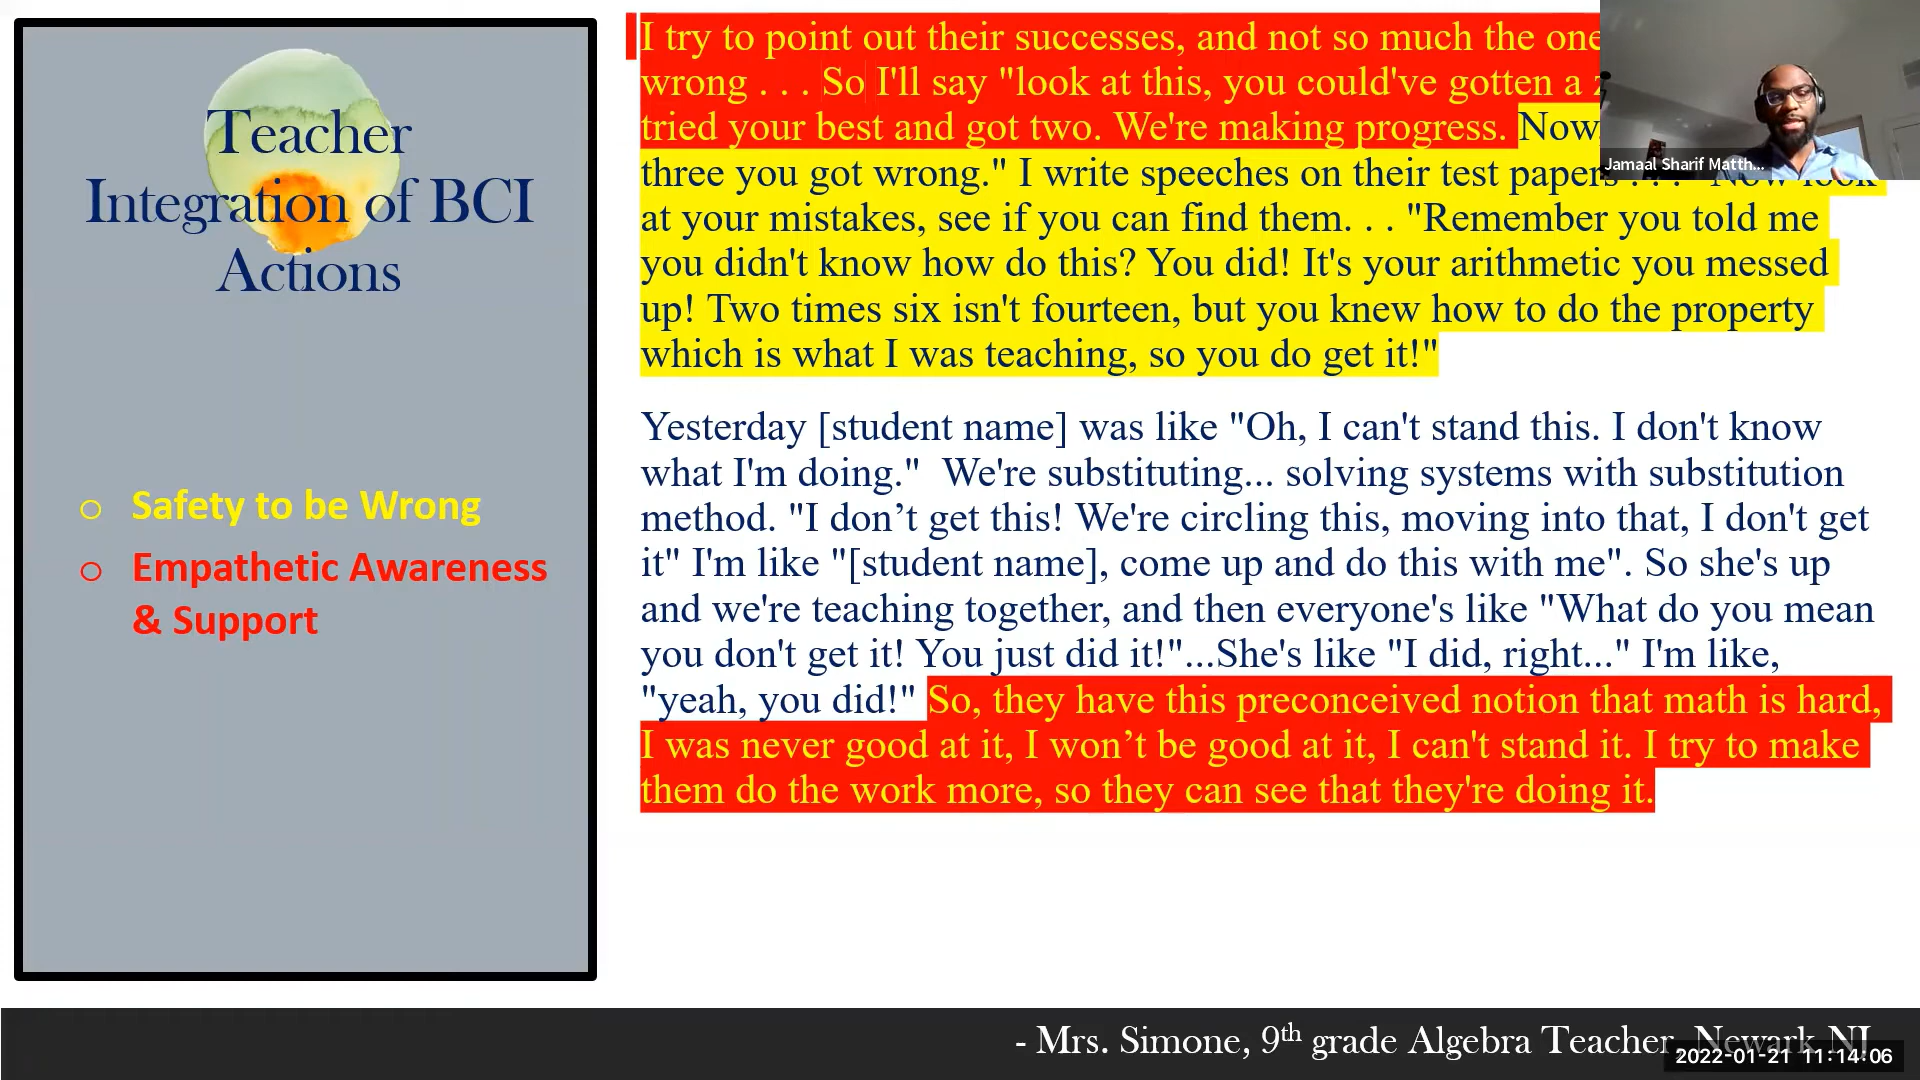 Teacher
Integration of BCI
Actions
o Safety to be Wrong
o Empathetic Awareness
& Support
I try to point out their successes, and not so much the one
wrong . . . So I'll say "look at this, you could've gotten a
tried your best and got two. We're making progress. Now
three you got wrong." I write speeches on their test papers . . . "Now look
at your mistakes, see if you can find them. . . "Remember you told me
you didn't know how do this? You did! It's your arithmetic you messed
up! Two times six isn't fourteen, but you knew how to do the property
which is what I was teaching, so you do get it!"
Yesterday [student name] was like "Oh, I can't stand this. I don't know
what I'm doing." We're substituting... solving systems with substitution
method. "I don’t get this! We're circling this, moving into that, I don't get
it" I'm like "[student name], come up and do this with me". So she's up
and we're teaching together, and then everyone's like "What do you mean
you don't get it! You just did it!"...She's like "I did, right..." I'm like,
"yeah, you did!" So, they have this preconceived notion that math is hard,
I was never good at it, I won’t be good at it, I can't stand it. I try to make
them do the work more, so they can see that they're doing it.
Jamaal Sharif Matth...
- Mrs. Simone, 9th grade Algebra Teacher, Newark NJ
2022-01-21 11:14:06